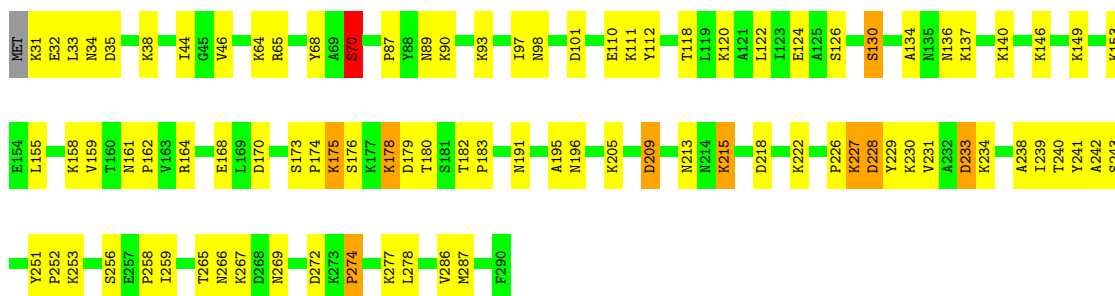 MET K31 E32 L33 N34 D35 K38 I44 G45 V46 K64 R65 Y68 A69 S70 P87 Y88 N89 K90 K93 I97 N98 D101 E110 K111 Y112 T118 L119 K120 A121 L122 I123 E124 A125 S126 S130 A134 N135 N136 K137 K140 K146 K149 K153
E154 L155 K158 V159 T160 N161 P162 V163 R164 E168 L169 D170 S173 P174 K175 S176 K177 K178 D179 T180 S181 T182 P183 N191 A195 N196 K205 D209 N213 N214 K215 D218 K222 P226 K227 D228 Y229 K230 V231 A232 D233 K234 A238 I239 T240 Y241 A242 S243
Y251 P252 K253 S256 E257 P258 I259 T265 N266 K267 D268 N269 D272 K273 P274 K277 L278 V286 M287 F290